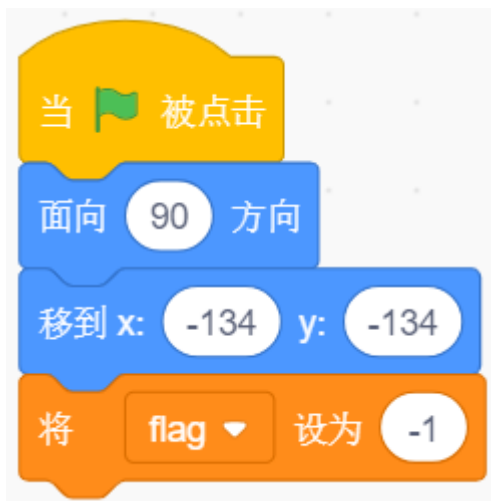 当 被点击
面向 90 方向
移到 x: -134 y: -134
将 flag 设为 -1